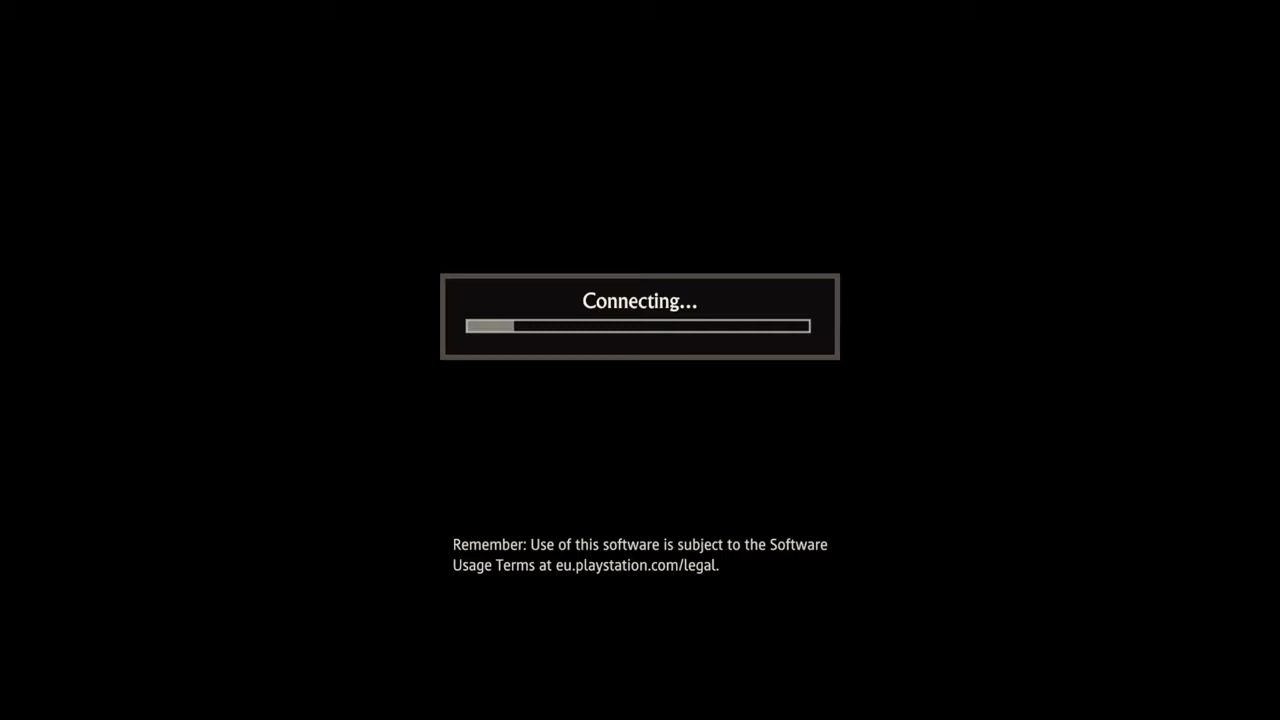 Connecting...
Remember: Use of this software is subject to the Software
Usage Terms at eu.playstation.com/legal.